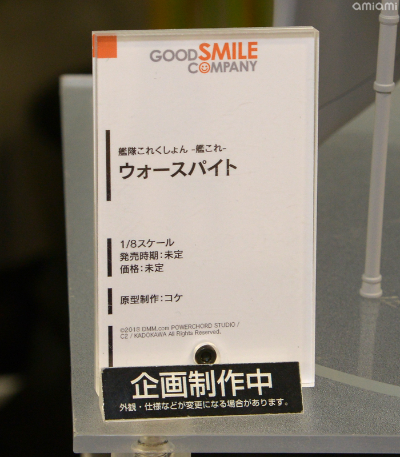 amiami
GOODSMILE
COMPANY
艦隊これくしょん -艦これ-
ウォースパイト
1/8スケール
発売時期：未定
価格：未定
原型制作：コケ
©2013 DMM.com POWERCHORD STUDIO /
C2 / KADOKAWA All Rights Reserved.
企画制作中
外観・仕様などが変更になる場合があります。